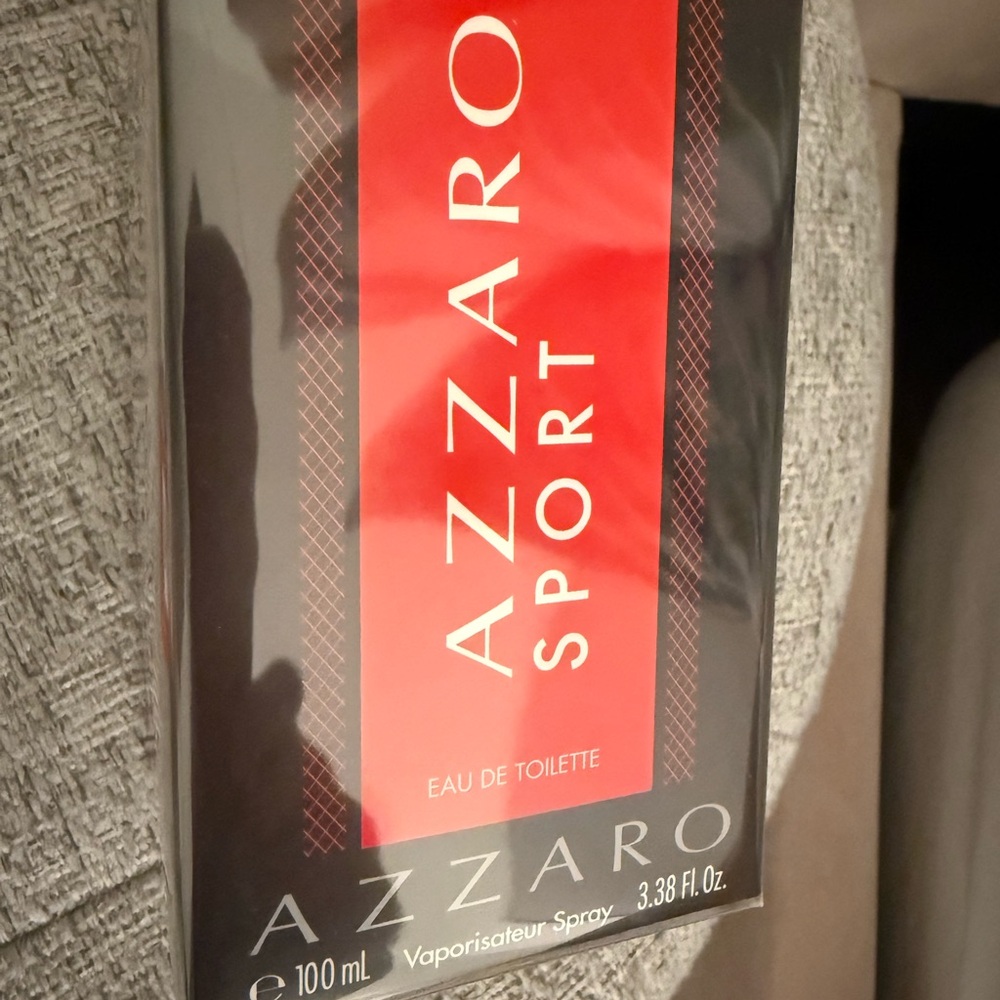 AZZARO
SPORT
EAU DE TOILETTE
AZZARO
℮ 100 mL Vaporisateur Spray 3.38 Fl. Oz.